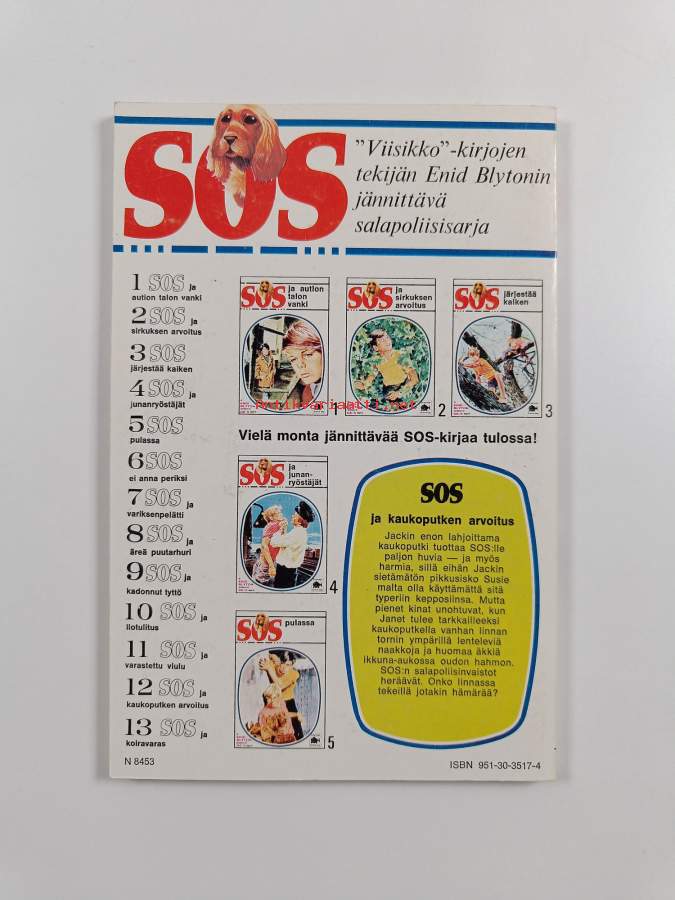 SOS
"Viisikko"-kirjojen
tekijän Enid Blytonin
jännittävä
salapoliisisarja
1 SOS ja
aution talon vanki
2 SOS ja
sirkuksen arvoitus
3 SOS
järjestää kaiken
4 SOS ja
junanryöstäjät
5 SOS
pulassa
6 SOS
ei anna periksi
7 SOS ja
variksenpelätti
8 SOS ja
äreä puutarhuri
9 SOS ja
kadonnut tyttö
10 SOS ja
ilotulitus
11 SOS ja
varastettu viulu
12 SOS ja
kaukoputken arvoitus
13 SOS ja
koiravaras
SOS
ja aution
talon
vanki
1
SOS
ja
sirkuksen
arvoitus
2
SOS
järjestää
kaiken
3
antikvariaatti.net
Vielä monta jännittävää SOS-kirjaa tulossa!
SOS
ja
junan-
ryöstäjät
4
SOS
pulassa
5
SOS
ja kaukoputken arvoitus
Jackin enon lahjoittama
kaukoputki tuottaa SOS:lle
paljon huvia — ja myös
harmia, sillä eihän Jackin
sietämätön pikkusisko Susie
malta olla käyttämättä sitä
typeriin kepposiinsa. Mutta
pienet kinat unohtuvat, kun
Janet tulee tarkkailleeksi
kaukoputkella vanhan linnan
tornin ympärillä lenteleviä
naakkoja ja huomaa äkkiä
ikkuna-aukossa oudon hahmon.
SOS:n salapoliisinvaistot
heräävät. Onko linnassa
tekeillä jotakin hämärää?
N 8453
ISBN 951-30-3517-4